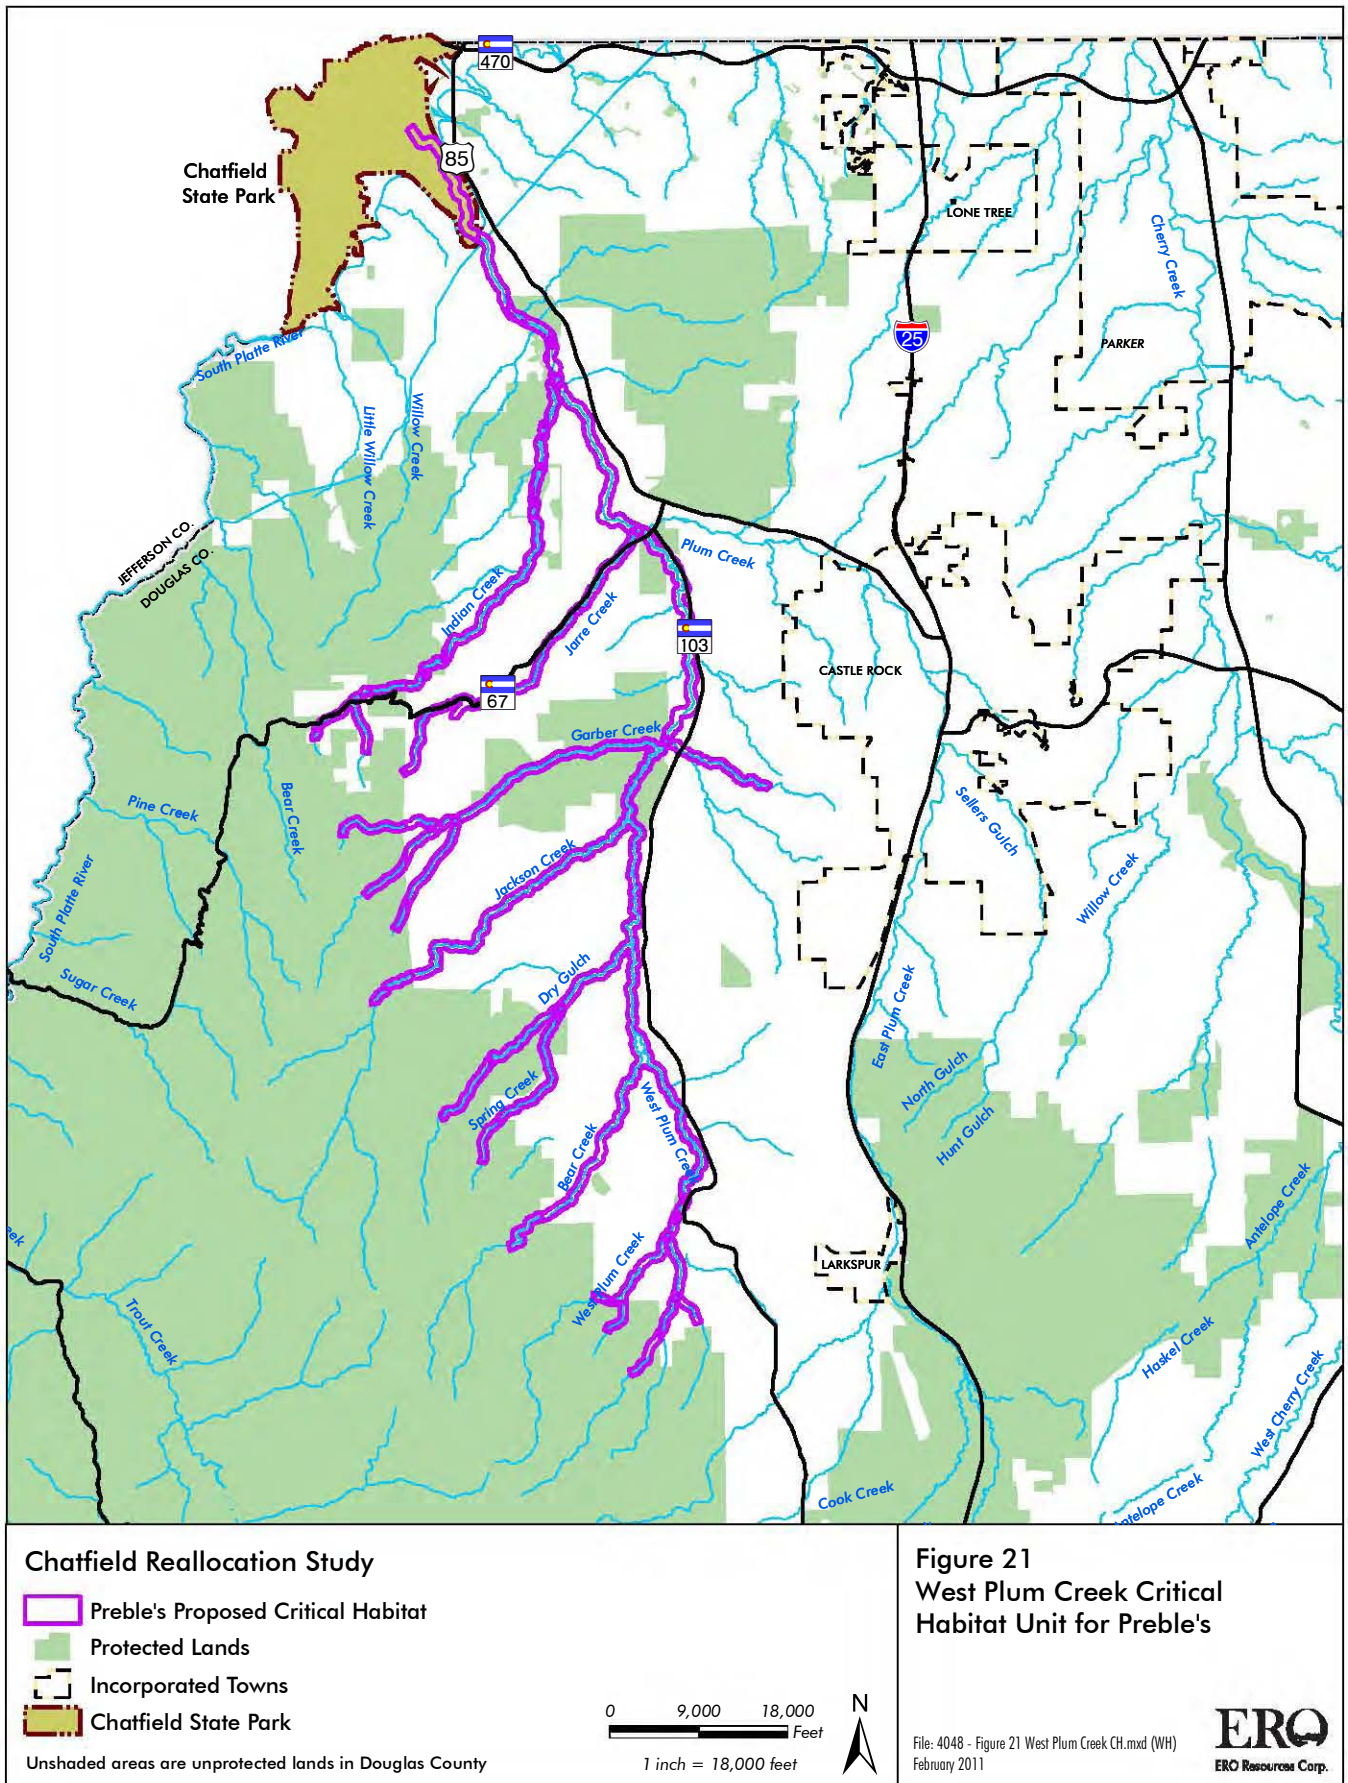 470
Chatfield
State Park
85
LONE TREE
Cherry Creek
25
PARKER
South Platte River
Little Willow Creek
Willow Creek
JEFFERSON CO.
DOUGLAS CO.
Plum Creek
Indian Creek
Jarre Creek
103
CASTLE ROCK
67
Garber Creek
Bear Creek
Pine Creek
Sellers Gulch
Willow Creek
Jackson Creek
South Platte River
Sugar Creek
Dry Gulch
East Plum Creek
North Gulch
Hunt Gulch
Spring Creek
Bear Creek
West Plum Creek
Antelope Creek
West Plum Creek
LARKSPUR
eek
Trout Creek
Haskel Creek
West Cherry Creek
Cook Creek
ntelope Creek
Chatfield Reallocation Study
Preble's Proposed Critical Habitat
Protected Lands
Incorporated Towns
Chatfield State Park
Unshaded areas are unprotected lands in Douglas County
0 9,000 18,000
Feet
1 inch = 18,000 feet
N
Figure 21
West Plum Creek Critical
Habitat Unit for Preble's
File: 4048 - Figure 21 West Plum Creek CH.mxd (WH)
February 2011
ERO
ERO Resources Corp.